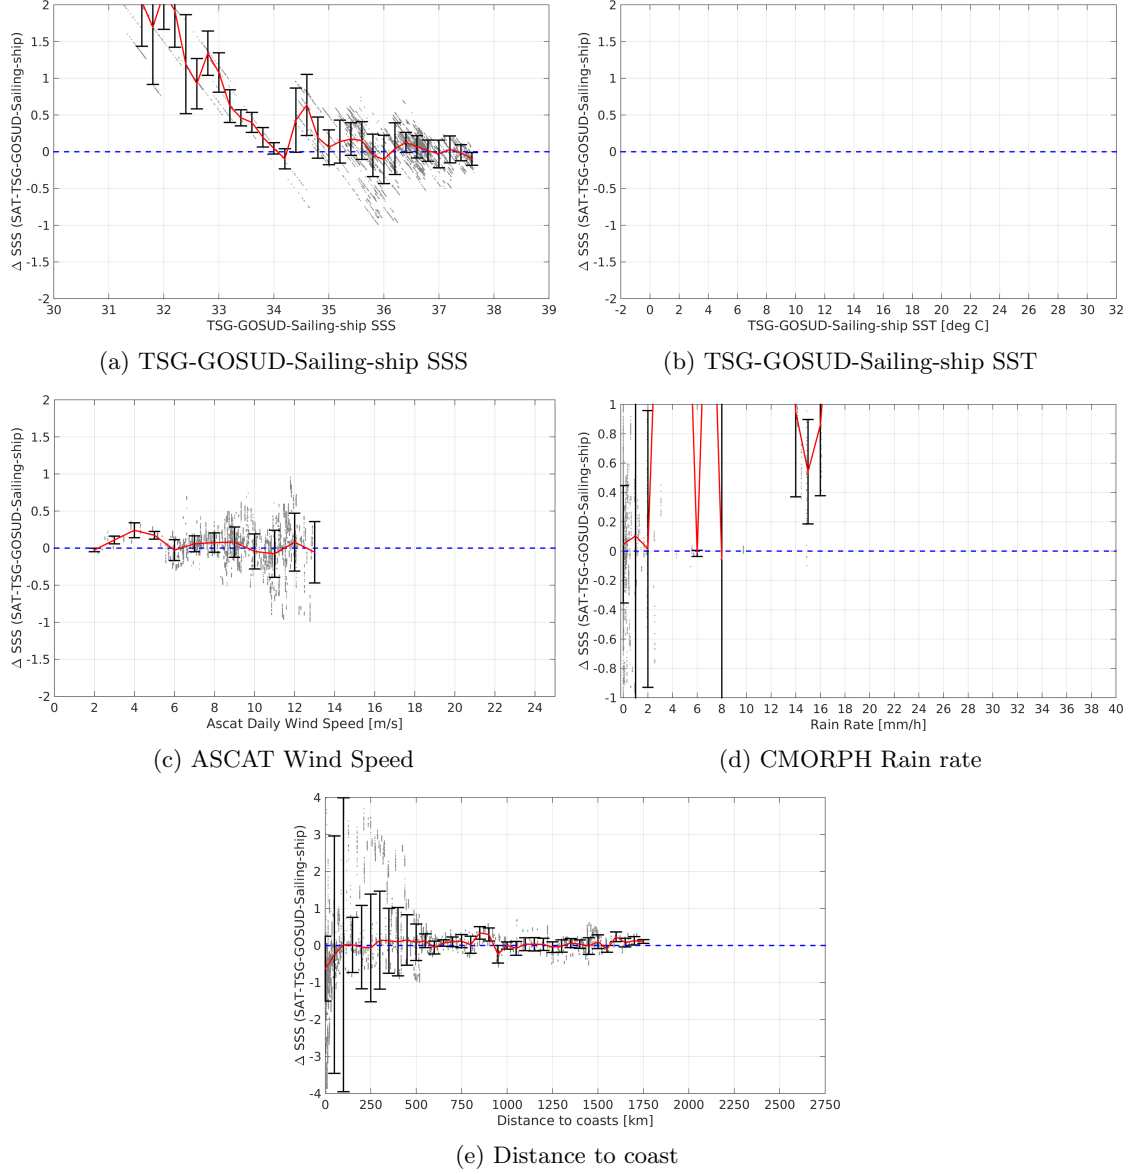 2
1.5
1
0.5
0
-0.5
-1
-1.5
-2
Δ SSS (SAT-TSG-GOSUD-Sailing-ship)
30 31 32 33 34 35 36 37 38 39
TSG-GOSUD-Sailing-ship SSS
(a) TSG-GOSUD-Sailing-ship SSS
2
1.5
1
0.5
0
-0.5
-1
-1.5
-2
Δ SSS (SAT-TSG-GOSUD-Sailing-ship)
-2 0 2 4 6 8 10 12 14 16 18 20 22 24 26 28 30 32
TSG-GOSUD-Sailing-ship SST [deg C]
(b) TSG-GOSUD-Sailing-ship SST
2
1.5
1
0.5
0
-0.5
-1
-1.5
-2
Δ SSS (SAT-TSG-GOSUD-Sailing-ship)
0 2 4 6 8 10 12 14 16 18 20 22 24
Ascat Daily Wind Speed [m/s]
(c) ASCAT Wind Speed
1
0.8
0.6
0.4
0.2
0
-0.2
-0.4
-0.6
-0.8
-1
Δ SSS (SAT-TSG-GOSUD-Sailing-ship)
0 2 4 6 8 10 12 14 16 18 20 22 24 26 28 30 32 34 36 38 40
Rain Rate [mm/h]
(d) CMORPH Rain rate
4
3
2
1
0
-1
-2
-3
-4
Δ SSS (SAT-TSG-GOSUD-Sailing-ship)
0 250 500 750 1000 1250 1500 1750 2000 2250 2500 2750
Distance to coasts [km]
(e) Distance to coast